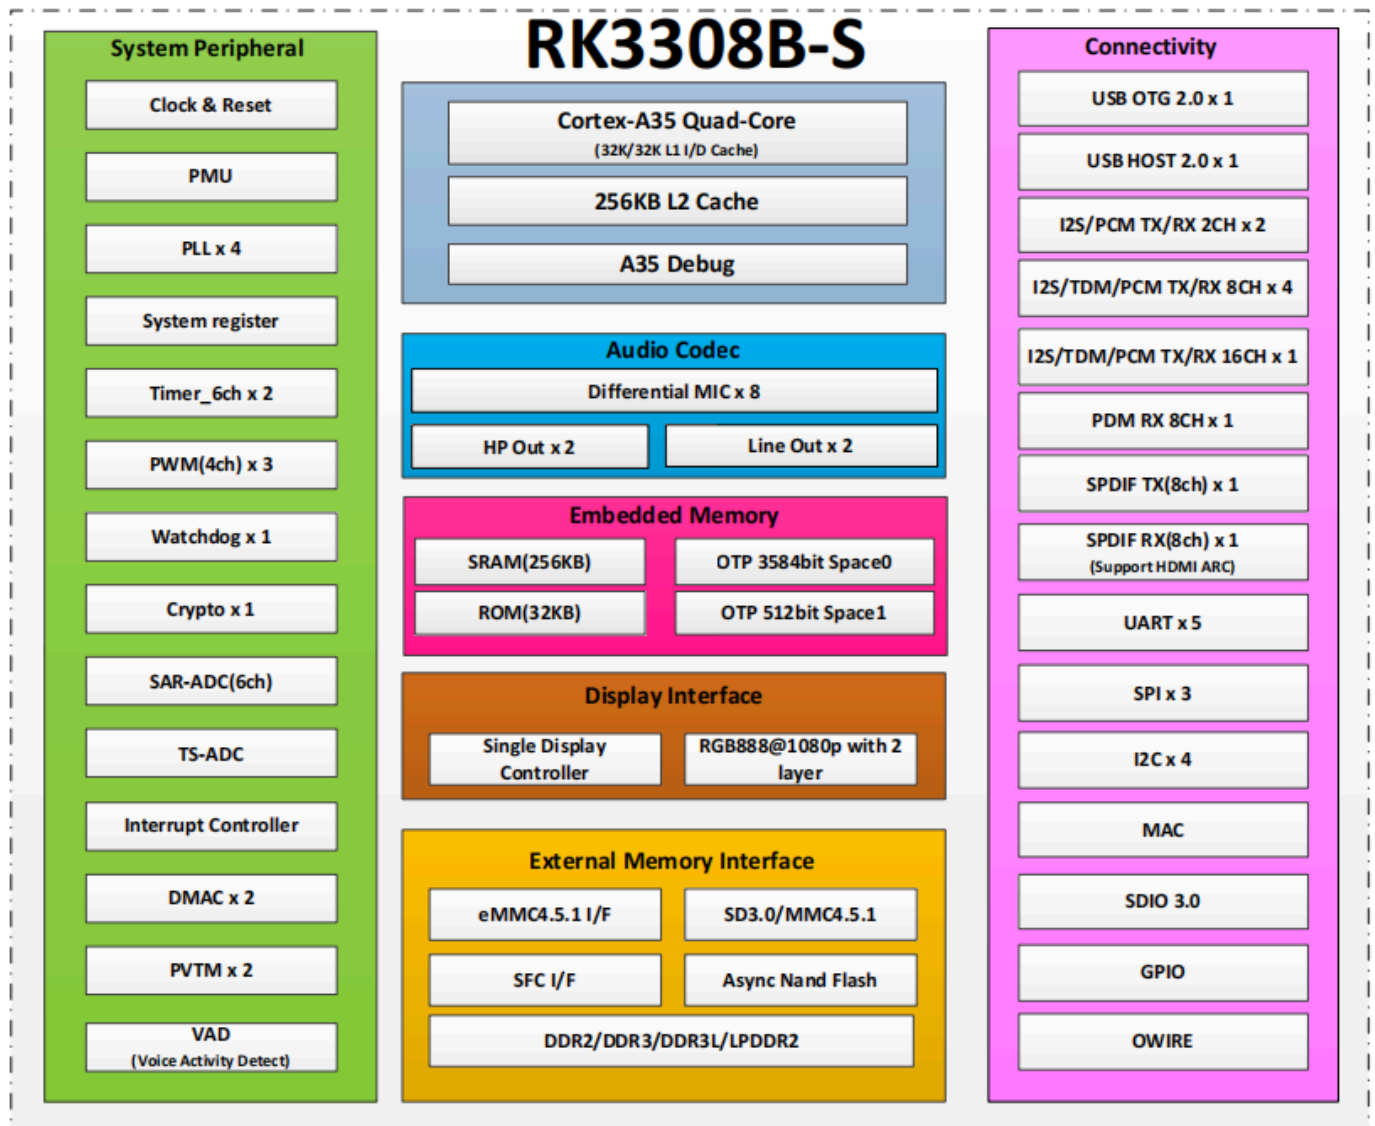 RK3308B-S
System Peripheral
Clock & Reset
PMU
PLL x 4
System register
Timer_6ch x 2
PWM(4ch) x 3
Watchdog x 1
Crypto x 1
SAR-ADC(6ch)
TS-ADC
Interrupt Controller
DMAC x 2
PVTM x 2
VAD
(Voice Activity Detect)
Cortex-A35 Quad-Core
(32K/32K L1 I/D Cache)
256KB L2 Cache
A35 Debug
Audio Codec
Differential MIC x 8
HP Out x 2
Line Out x 2
Embedded Memory
SRAM(256KB)
OTP 3584bit Space0
ROM(32KB)
OTP 512bit Space1
Display Interface
Single Display
Controller
RGB888@1080p with 2
layer
External Memory Interface
eMMC4.5.1 I/F
SD3.0/MMC4.5.1
SFC I/F
Async Nand Flash
DDR2/DDR3/DDR3L/LPDDR2
Connectivity
USB OTG 2.0 x 1
USB HOST 2.0 x 1
I2S/PCM TX/RX 2CH x 2
I2S/TDM/PCM TX/RX 8CH x 4
I2S/TDM/PCM TX/RX 16CH x 1
PDM RX 8CH x 1
SPDIF TX(8ch) x 1
SPDIF RX(8ch) x 1
(Support HDMI ARC)
UART x 5
SPI x 3
I2C x 4
MAC
SDIO 3.0
GPIO
OWIRE